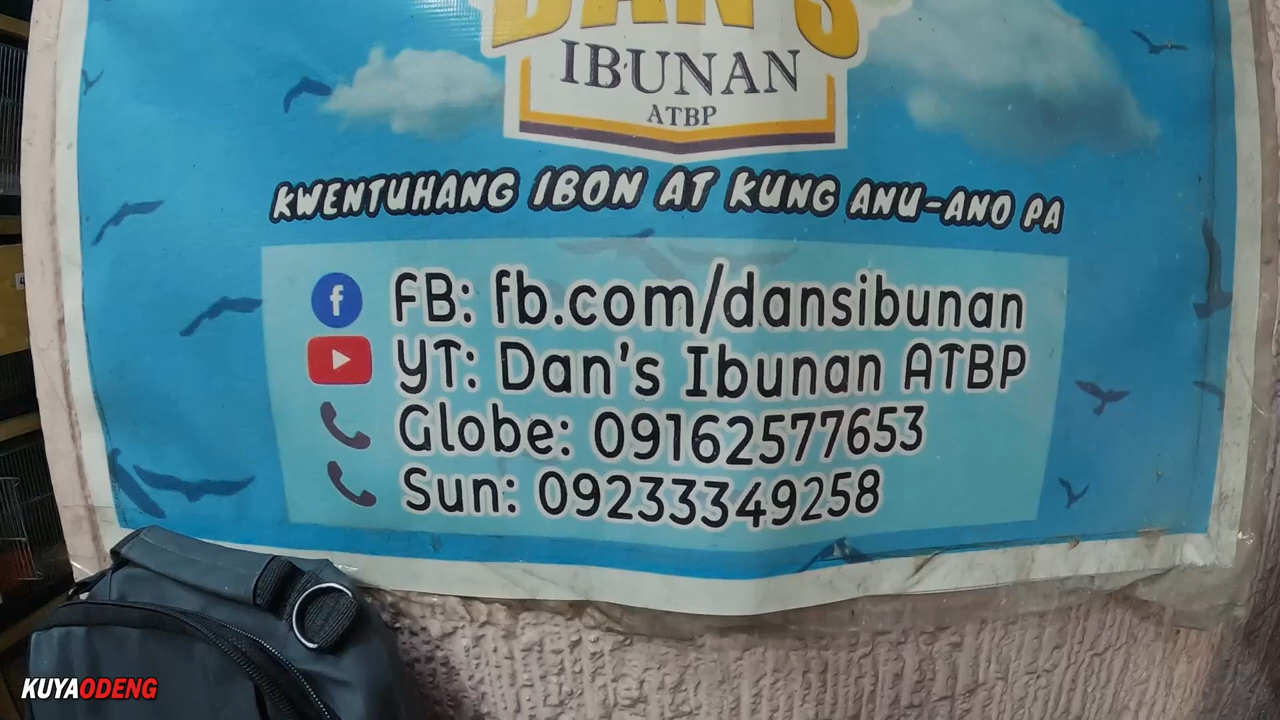 DAN'S
IBUNAN
ATBP
KWENTUHANG IBON AT KUNG ANU-ANO PA
FB: fb.com/dansibunan
YT: Dan's Ibunan ATBP
Globe: 09162577653
Sun: 09233349258
KUYAODENG